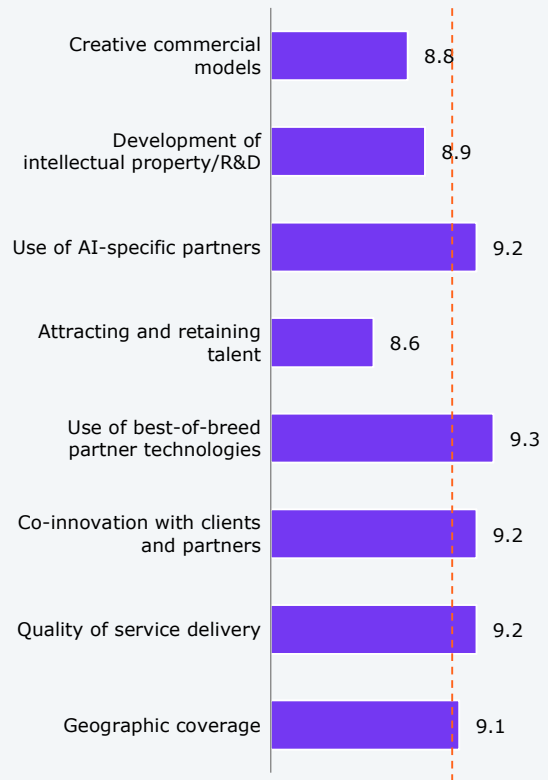 Creative commercial
models
8.8
Development of
intellectual property/R&D
8.9
Use of AI-specific partners
9.2
Attracting and retaining
talent
8.6
Use of best-of-breed
partner technologies
9.3
Co-innovation with clients
and partners
9.2
Quality of service delivery
9.2
Geographic coverage
9.1